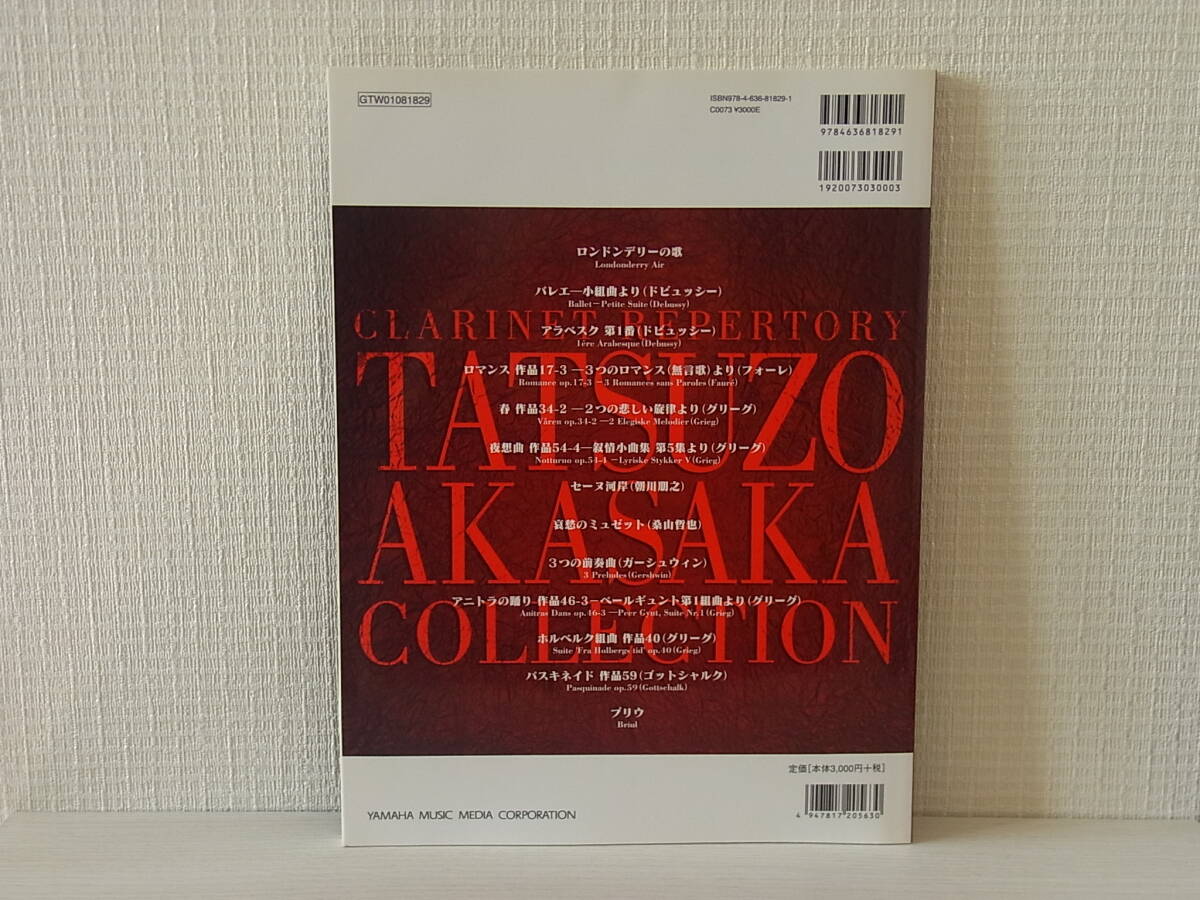 GTW01081829
ISBN978-4-636-81829-1
C0073 ¥3000E
9784636818291
1920073030003
ロンドンデリーの歌
Londonderry Air
バレエ―小組曲より(ドビュッシー)
Ballet－Petite Suite(Debussy)
CLARINET REPERTORY
アラベスク 第1番(ドビュッシー)
1ére Arabesque(Debussy)
TATSUZO
ロマンス 作品17-3 ―3つのロマンス(無言歌)より(フォーレ)
Romance op.17-3 －3 Romances sans Paroles(Fauré)
春 作品34-2 ―2つの悲しい旋律より(グリーグ)
Våren op.34-2 ―2 Elegiske Melodier(Grieg)
夜想曲 作品54-4―叙情小曲集 第5集より(グリーグ)
Notturno op.54-4 －Lyriske Stykker V(Grieg)
AKASAKA
セーヌ河岸(朝川朋之)
哀愁のミュゼット(桑山哲也)
3つの前奏曲(ガーシュウィン)
3 Preludes(Gershwin)
COLLECTION
アニトラの踊り-作品46-3－ペールギュント第1組曲より(グリーグ)
Anitras Dans op.46-3 ―Peer Gynt, Suite Nr.1(Grieg)
ホルベルク組曲 作品40(グリーグ)
Suite 'Fra Holbergs tid' op.40(Grieg)
パスキネイド 作品59(ゴットシャルク)
Pasquinade op.59(Gottschalk)
ブリウ
Briul
定価[本体3,000円+税]
YAMAHA MUSIC MEDIA CORPORATION
4 947817 205630